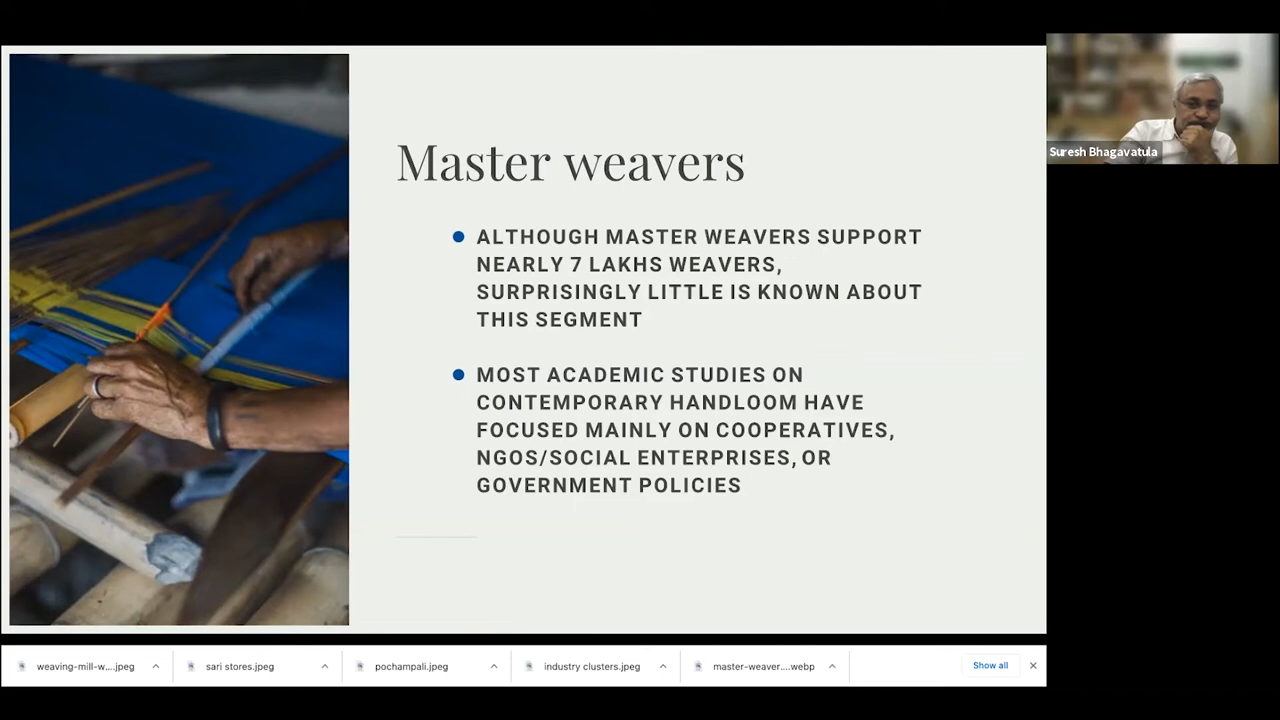 Master weavers
ALTHOUGH MASTER WEAVERS SUPPORT
NEARLY 7 LAKHS WEAVERS,
SURPRISINGLY LITTLE IS KNOWN ABOUT
THIS SEGMENT
MOST ACADEMIC STUDIES ON
CONTEMPORARY HANDLOOM HAVE
FOCUSED MAINLY ON COOPERATIVES,
NGOS/SOCIAL ENTERPRISES, OR
GOVERNMENT POLICIES
Suresh Bhagavatula
weaving-mill-w....jpeg
sari stores.jpeg
pochampali.jpeg
industry clusters.jpeg
master-weaver....webp
Show all